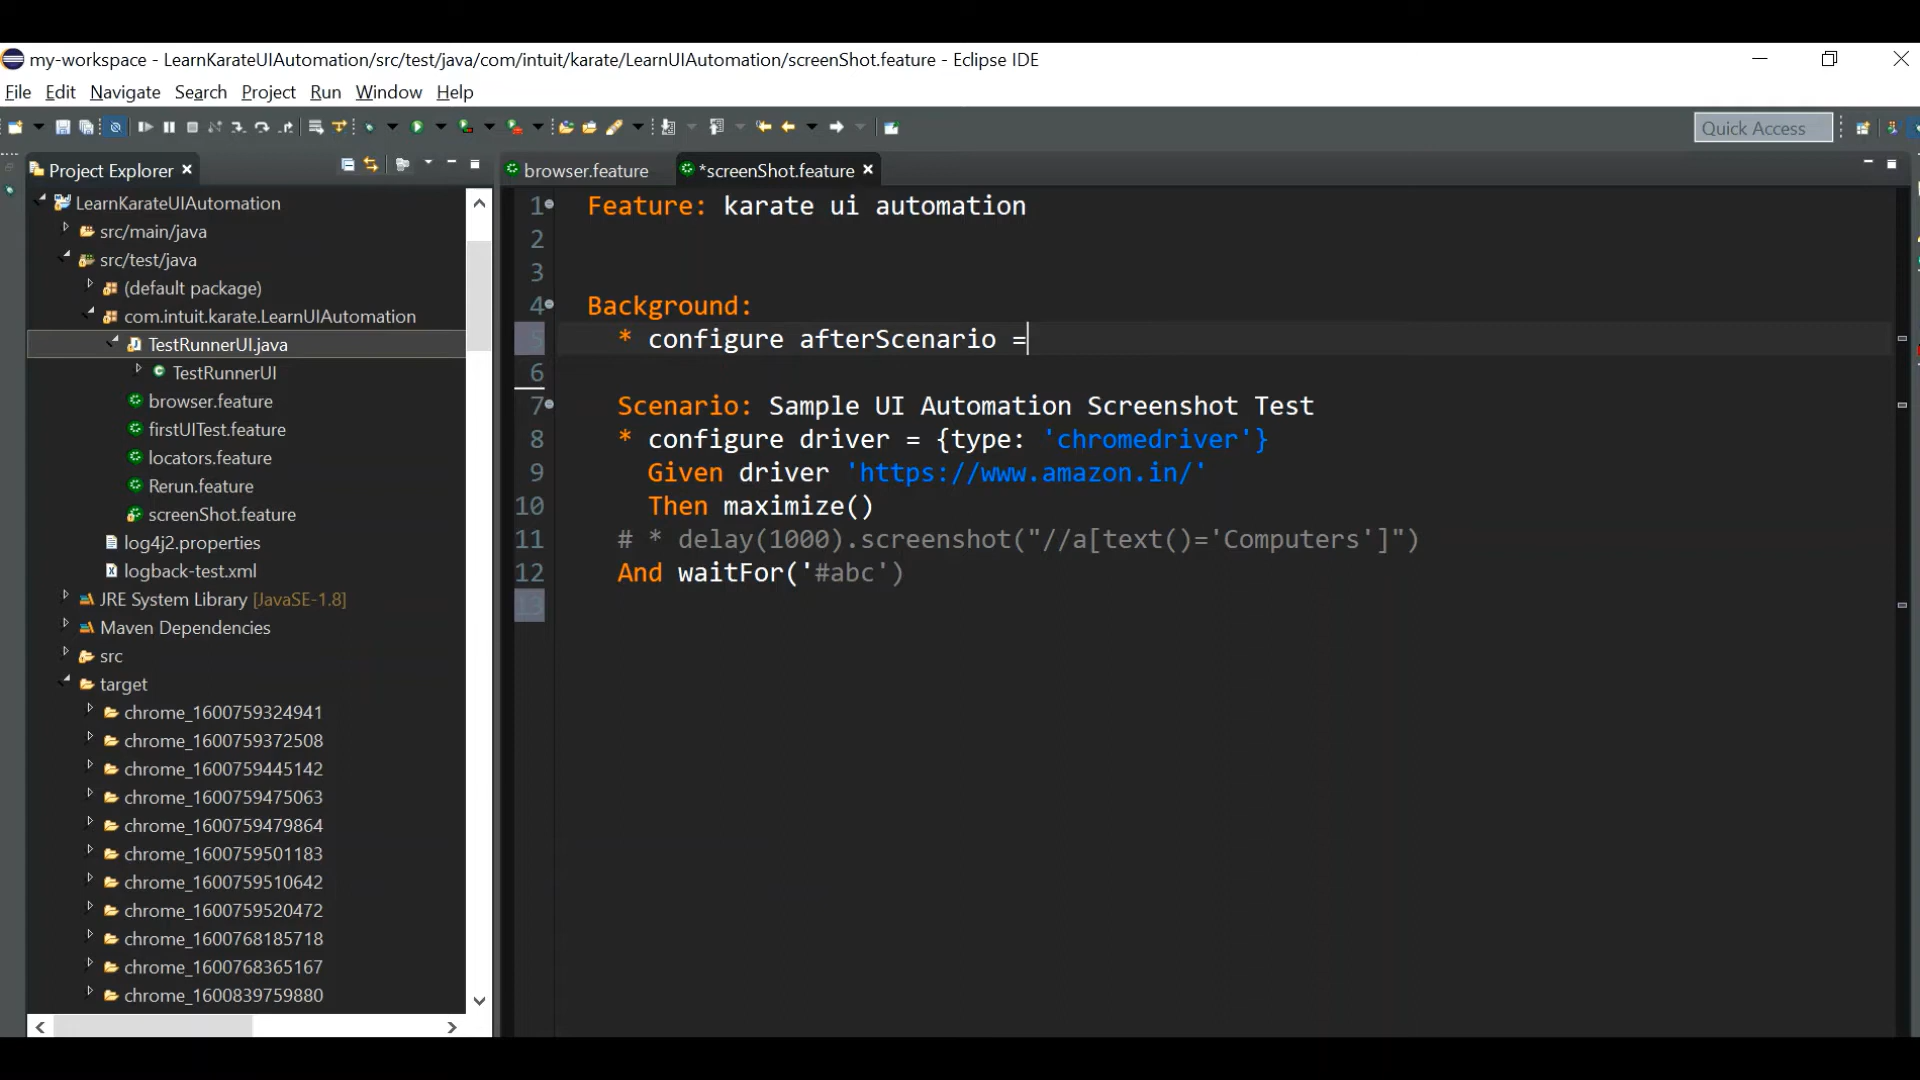 my-workspace - LearnKarateUIAutomation/src/test/java/com/intuit/karate/LearnUIAutomation/screenShot.feature - Eclipse IDE
File Edit Navigate Search Project Run Window Help
Quick Access
Project Explorer
LearnKarateUIAutomation
src/main/java
src/test/java
(default package)
com.intuit.karate.LearnUIAutomation
TestRunnerUI.java
TestRunnerUI
browser.feature
firstUITest.feature
locators.feature
Rerun.feature
screenShot.feature
log4j2.properties
logback-test.xml
JRE System Library [JavaSE-1.8]
Maven Dependencies
src
target
chrome_1600759324941
chrome_1600759372508
chrome_1600759445142
chrome_1600759475063
chrome_1600759479864
chrome_1600759501183
chrome_1600759510642
chrome_1600759520472
chrome_1600768185718
chrome_1600768365167
chrome_1600839759880
browser.feature *screenShot.feature
1 Feature: karate ui automation
2
3
4 Background:
5 * configure afterScenario =
6
7 Scenario: Sample UI Automation Screenshot Test
8 * configure driver = {type: 'chromedriver'}
9 Given driver 'https://www.amazon.in/'
10 Then maximize()
11 # * delay(1000).screenshot("//a[text()='Computers']")
12 And waitFor('#abc')
13